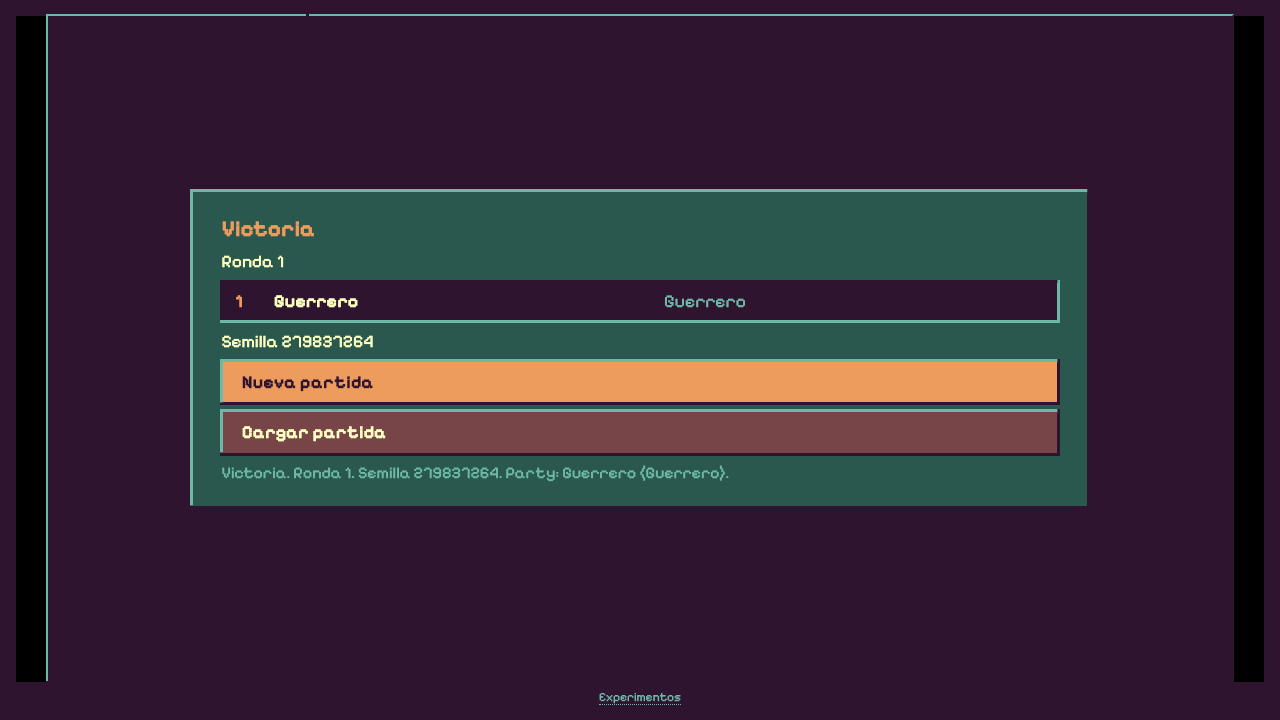 Victoria
Ronda 1
1 Guerrero Guerrero
Semilla 279837264
Nueva partida
Cargar partida
Victoria. Ronda 1. Semilla 279837264. Party: Guerrero (Guerrero).
Experimentos